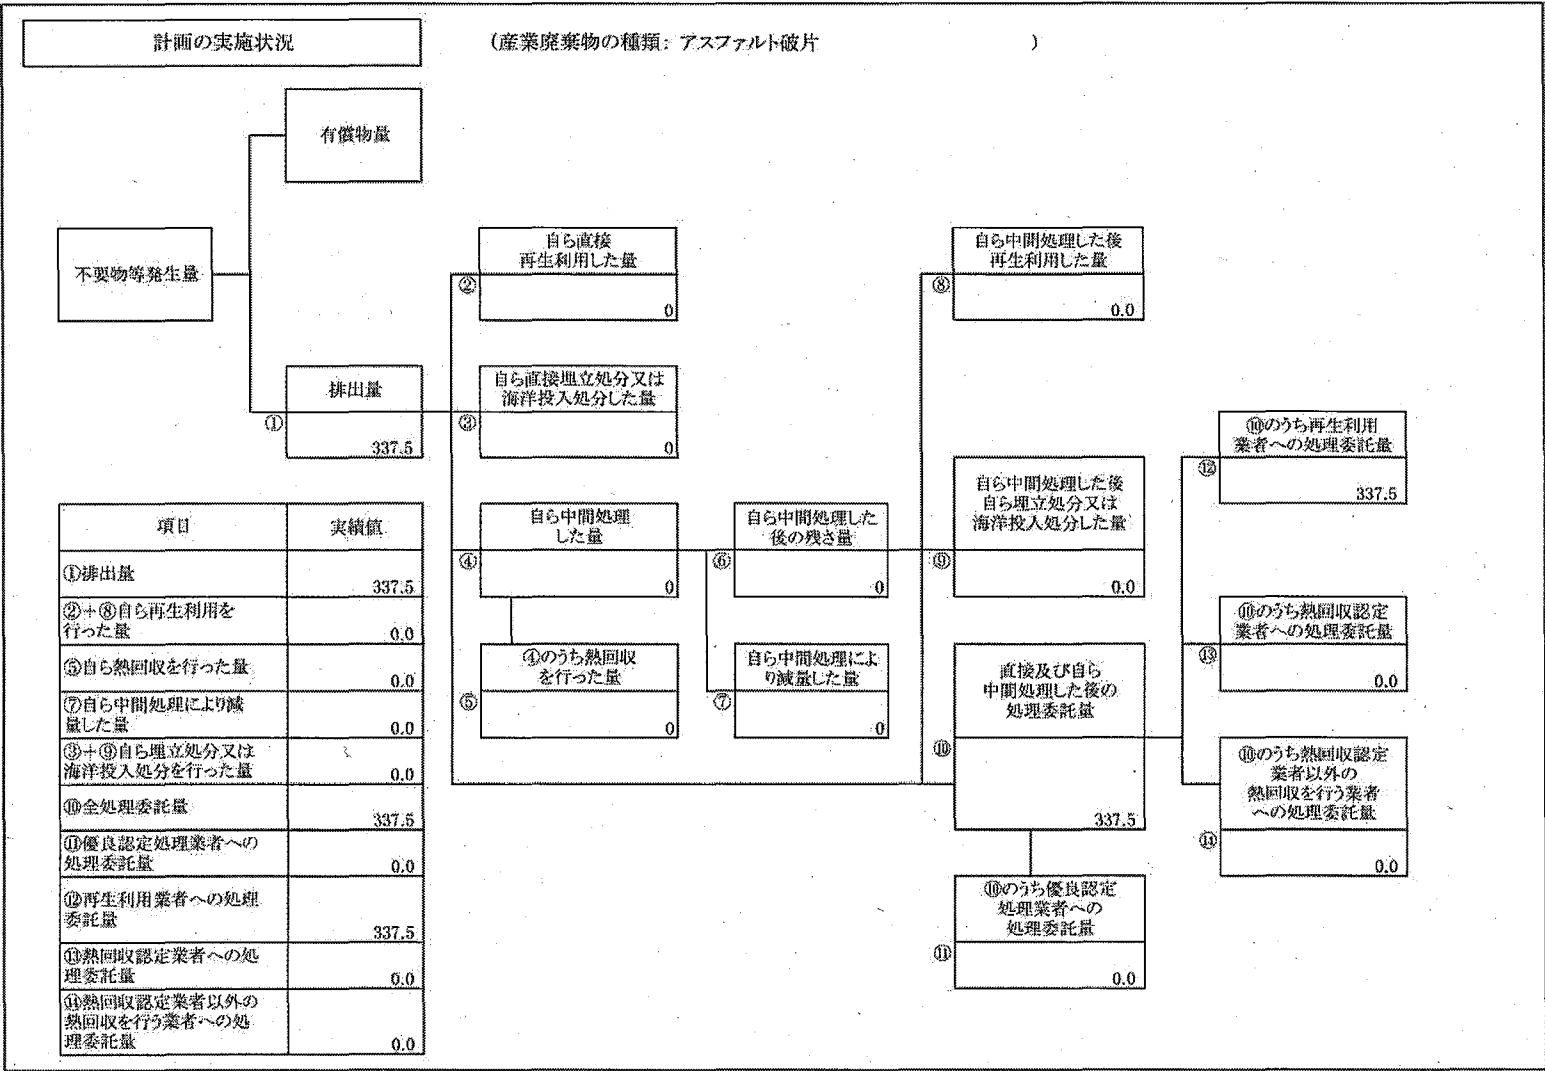 計画の実施状況
(産業廃棄物の種類: アスファルト破片 )
有償物量
不要物等発生量
排出量
①
337.5
自ら直接
再生利用した量
②
0
自ら直接埋立処分又は
海洋投入処分した量
③
0
自ら中間処理
した量
④
0
④のうち熱回収
を行った量
⑤
0
自ら中間処理した
後の残さ量
⑥
0
自ら中間処理によ
り減量した量
⑦
0
自ら中間処理した後
再生利用した量
⑧
0.0
自ら中間処理した後
自ら埋立処分又は
海洋投入処分した量
⑨
0.0
直接及び自ら
中間処理した後の
処理委託量
⑩
337.5
⑩のうち優良認定
処理業者への
処理委託量
⑪
0.0
⑩のうち再生利用
業者への処理委託量
⑫
337.5
⑩のうち熱回収認定
業者への処理委託量
⑬
0.0
⑩のうち熱回収認定
業者以外の
熱回収を行う業者
への処理委託量
⑭
0.0
項目 実績値
①排出量
337.5
②+⑧自ら再生利用を
行った量
0.0
⑤自ら熱回収を行った量
0.0
⑦自ら中間処理により減
量した量
0.0
③+⑨自ら埋立処分又は
海洋投入処分を行った量
0.0
⑩全処理委託量
337.5
⑪優良認定処理業者への
処理委託量
0.0
⑫再生利用業者への処理
委託量
337.5
⑬熱回収認定業者への処
理委託量
0.0
⑭熱回収認定業者以外の
熱回収を行う業者への処
理委託量
0.0